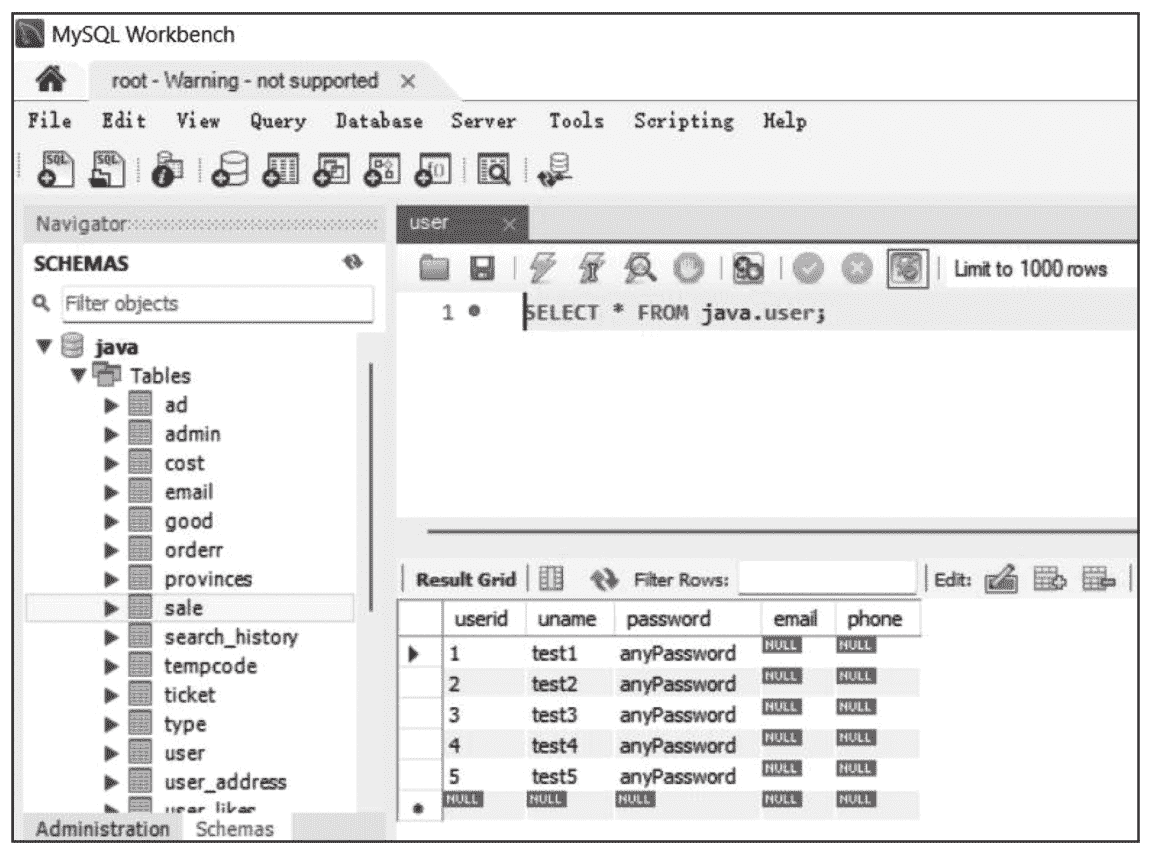 MySQL Workbench
root - Warning - not supported ×
File Edit View Query Database Server Tools Scripting Help
SQL SQL
Navigator
user ×
SCHEMAS
Limit to 1000 rows
Filter objects
1 SELECT * FROM java.user;
java
Tables
ad
admin
cost
email
good
orderr
provinces
sale
search_history
tempcode
ticket
type
user
user_address
user_likes
Administration Schemas
Result Grid Filter Rows: Edit:
userid uname password email phone
1 test1 anyPassword NULL NULL
2 test2 anyPassword NULL NULL
3 test3 anyPassword NULL NULL
4 test4 anyPassword NULL NULL
5 test5 anyPassword NULL NULL
NULL NULL NULL NULL NULL